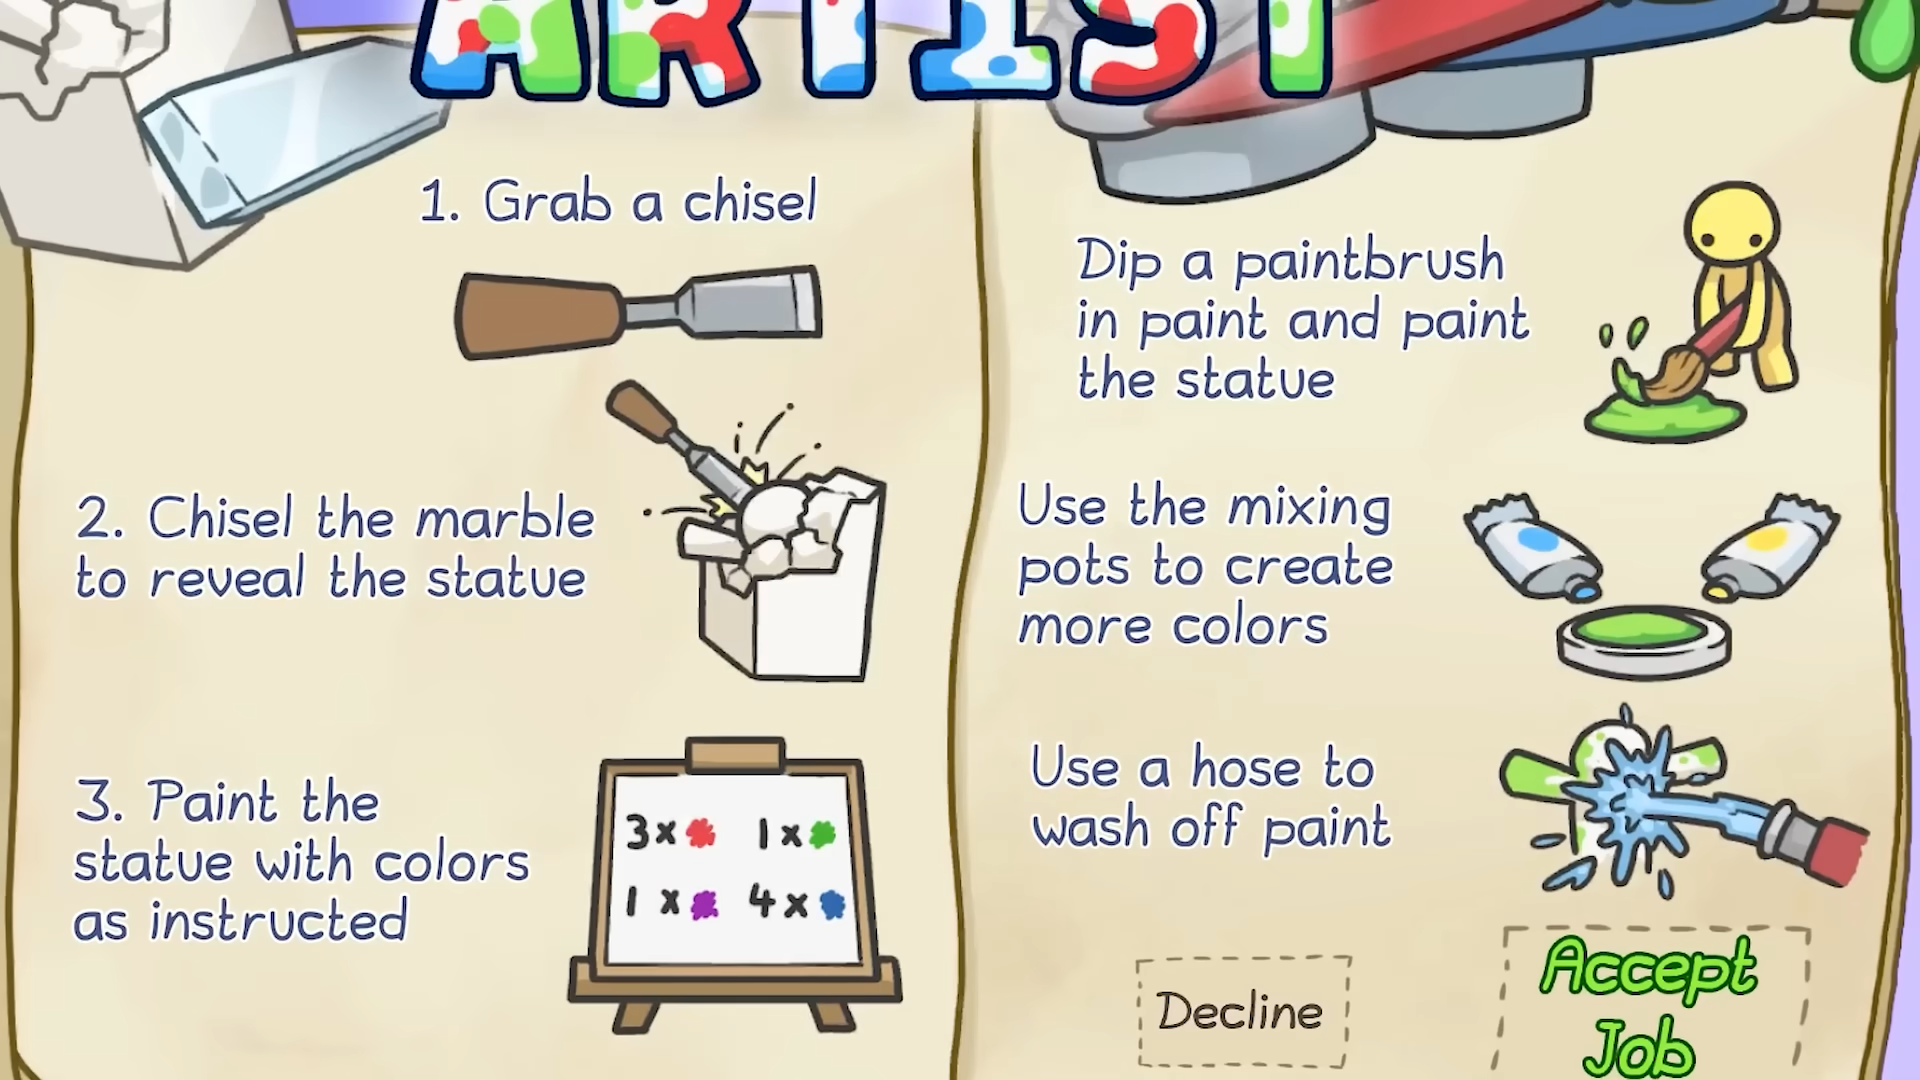 ARTIST
1. Grab a chisel
2. Chisel the marble
to reveal the statue
3. Paint the
statue with colors
as instructed
3x 1x
1x 4x
Dip a paintbrush
in paint and paint
the statue
Use the mixing
pots to create
more colors
Use a hose to
wash off paint
Decline
Accept
Job